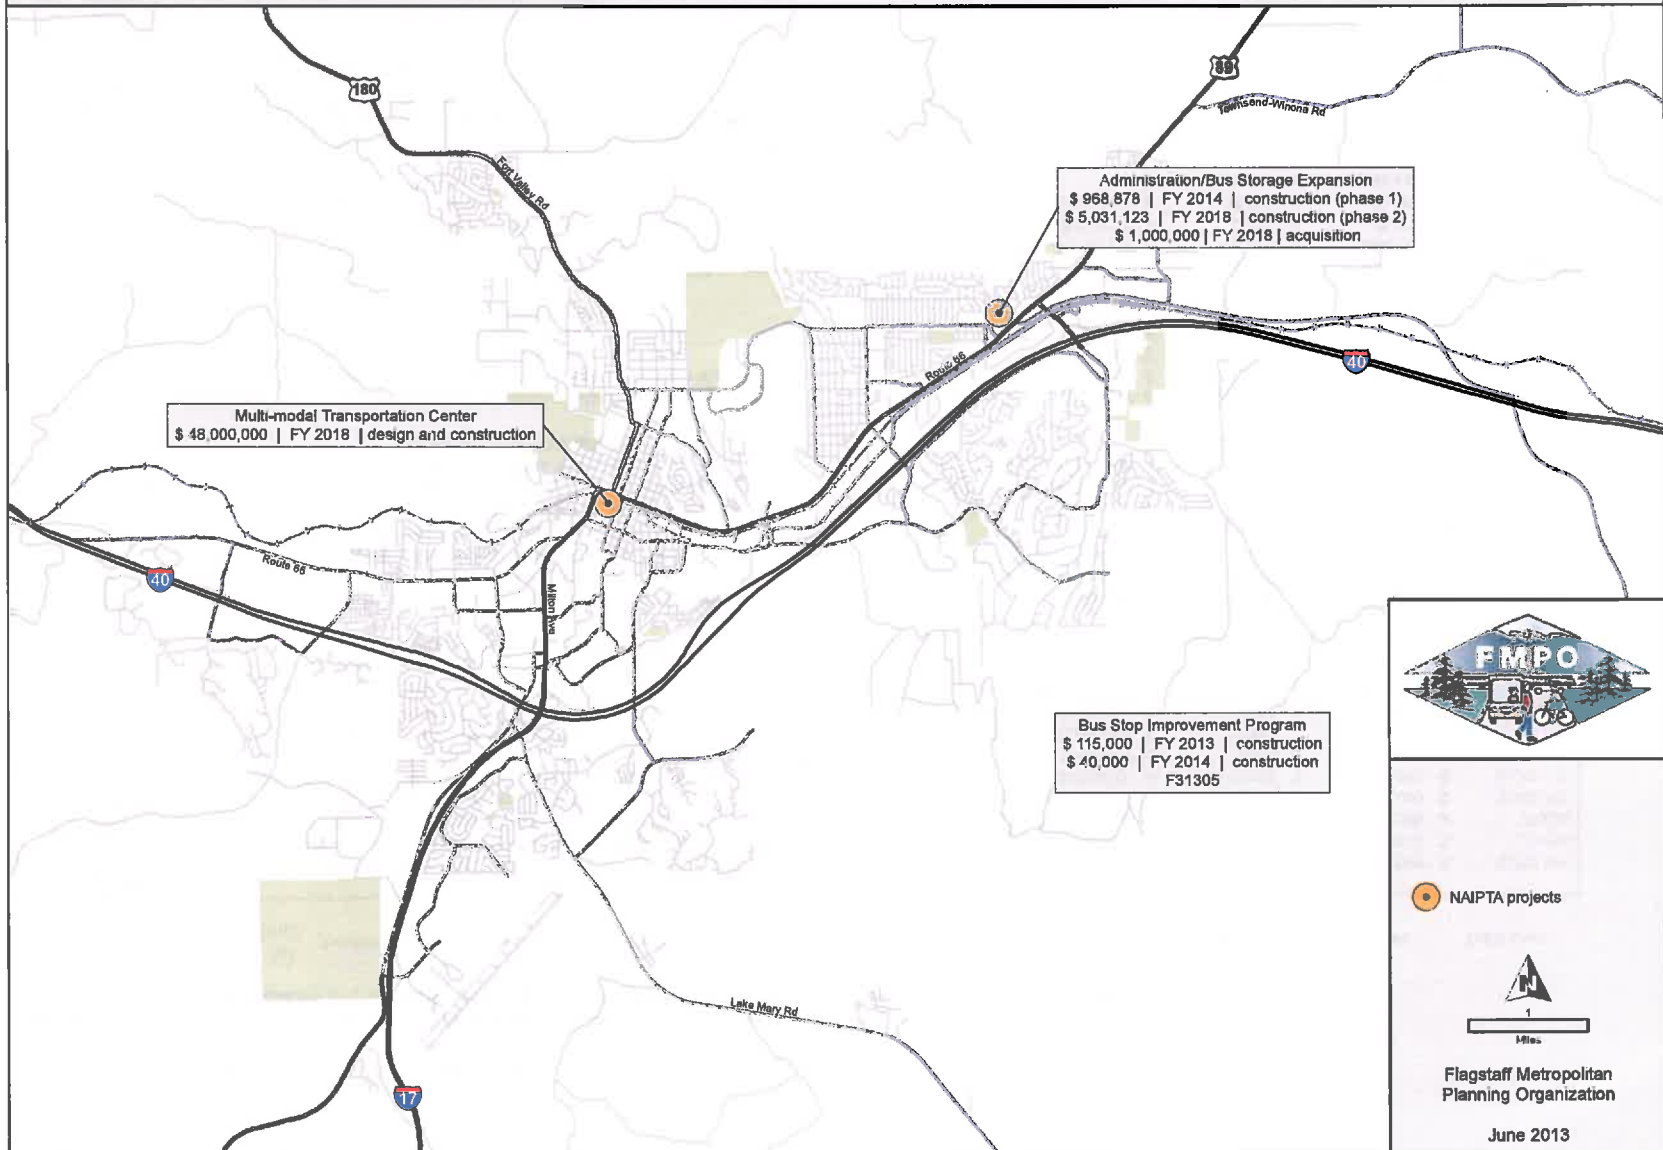 180
89
Townsend-Winona Rd
Fort Valley Rd
Administration/Bus Storage Expansion
$ 968,878 | FY 2014 | construction (phase 1)
$ 5,031,123 | FY 2018 | construction (phase 2)
$ 1,000,000 | FY 2018 | acquisition
Route 66
40
Multi-modal Transportation Center
$ 48,000,000 | FY 2018 | design and construction
Route 66
40
Milton Ave
FMPO
Bus Stop Improvement Program
$ 115,000 | FY 2013 | construction
$ 40,000 | FY 2014 | construction
F31305
NAIPTA projects
N
1
Miles
Lake Mary Rd
17
Flagstaff Metropolitan
Planning Organization
June 2013